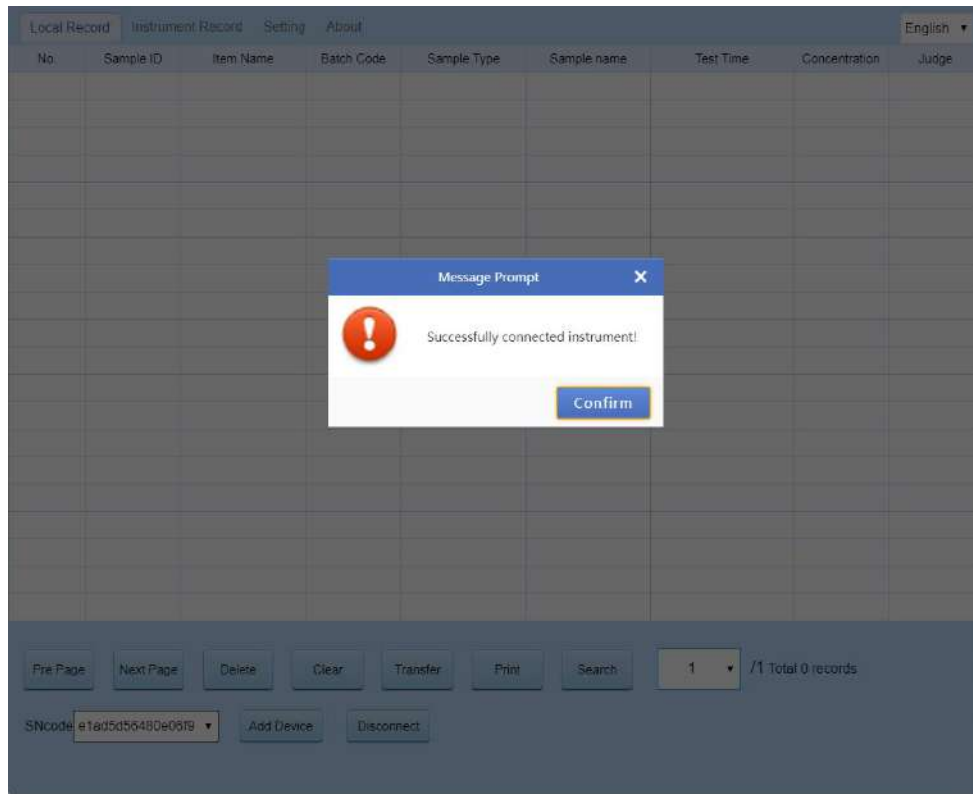 Local Record Instrument Record Setting About English
No. Sample ID Item Name Batch Code Sample Type Sample name Test Time Concentration Judge
Message Prompt
Successfully connected instrument!
Confirm
Pre Page Next Page Delete Clear Transfer Print Search 1 /1 Total 0 records
SNcode e1ad5d56480e06f9 Add Device Disconnect